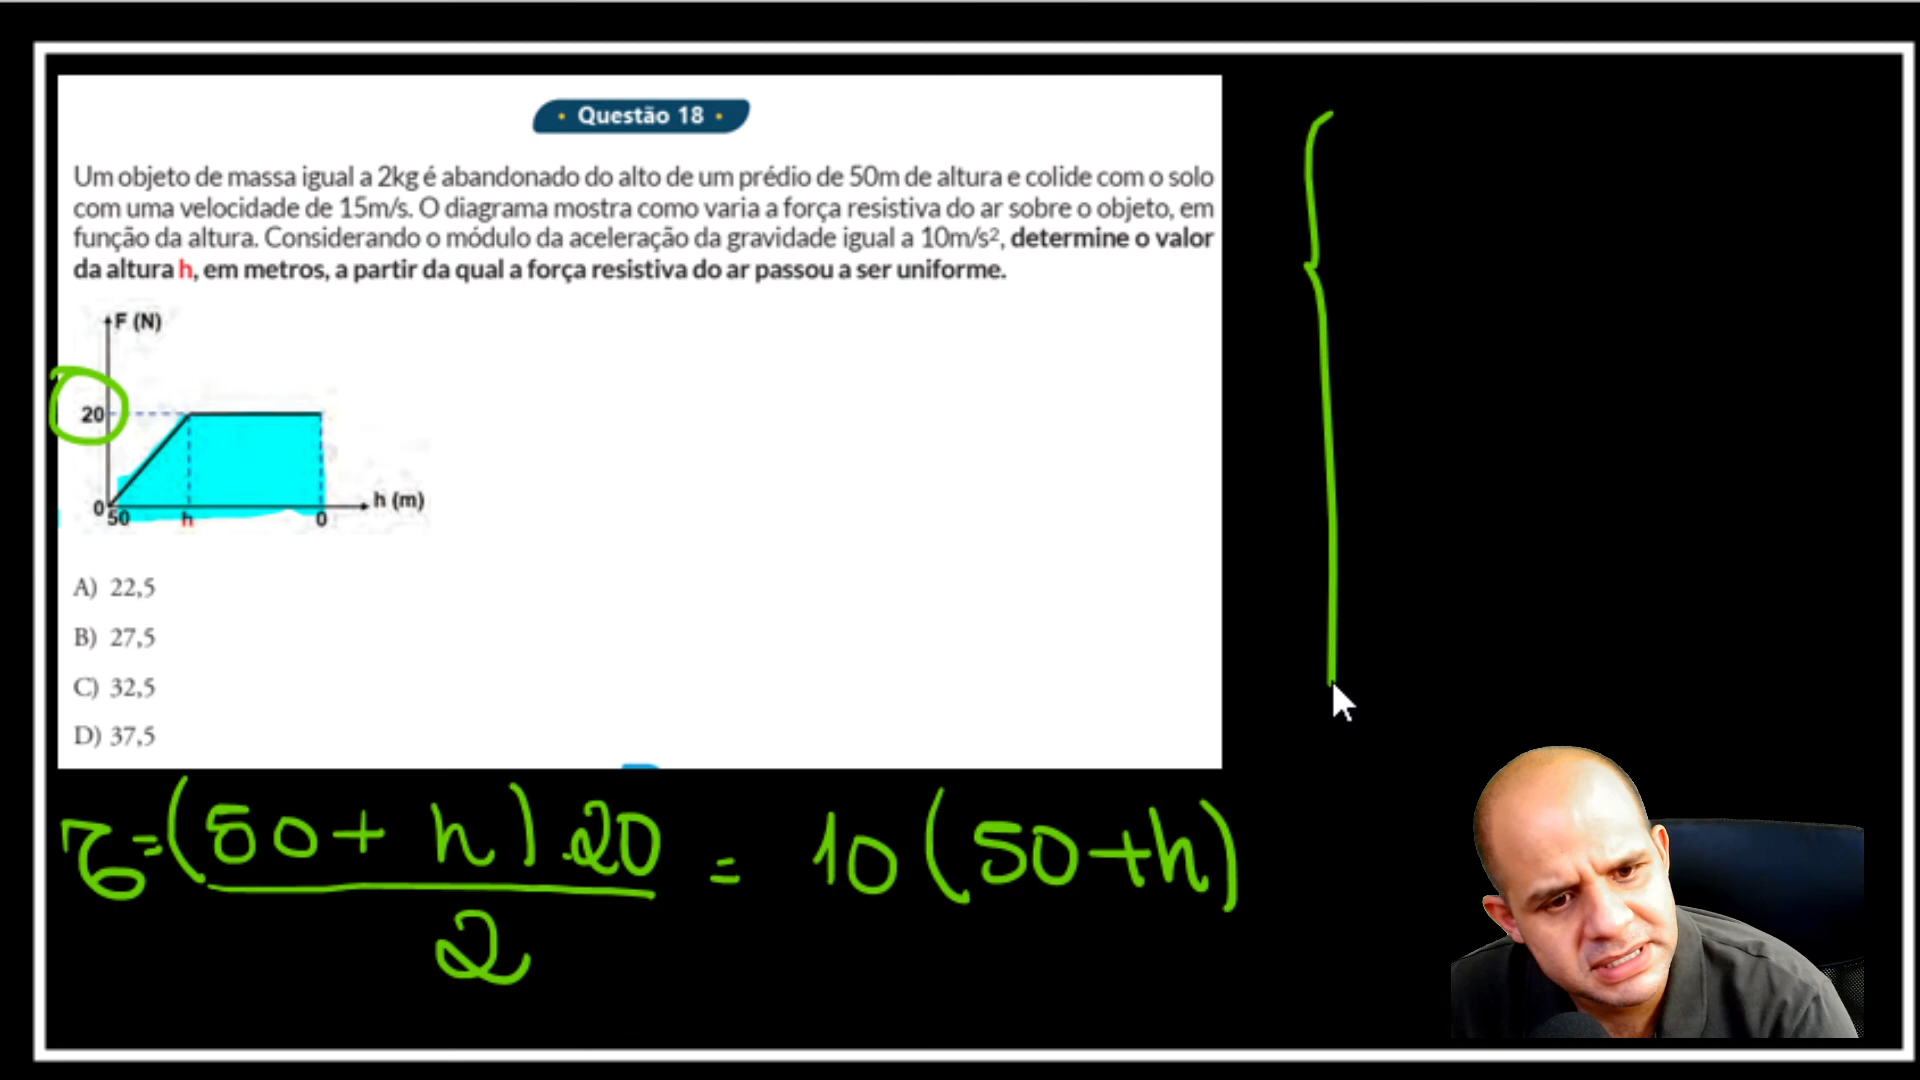 • Questão 18 •
Um objeto de massa igual a 2kg é abandonado do alto de um prédio de 50m de altura e colide com o solo
com uma velocidade de 15m/s. O diagrama mostra como varia a força resistiva do ar sobre o objeto, em
função da altura. Considerando o módulo da aceleração da gravidade igual a 10m/s², determine o valor
da altura h, em metros, a partir da qual a força resistiva do ar passou a ser uniforme.
F (N)
20
0
50 h 0
h (m)
A) 22,5
B) 27,5
C) 32,5
D) 37,5
= (50 + h) . 20 = 10 (50 + h)
2